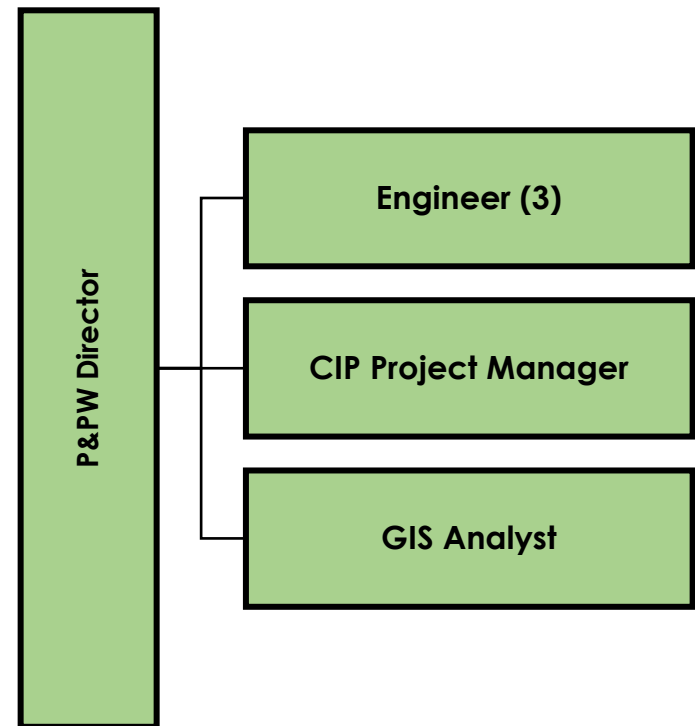 P&PW Director
Engineer (3)
CIP Project Manager
GIS Analyst